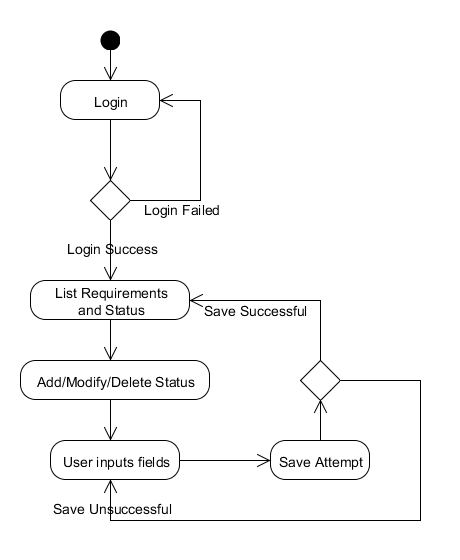 Login
Login Failed
Login Success
List Requirements
and Status
Save Successful
Add/Modify/Delete Status
User inputs fields
Save Attempt
Save Unsuccessful